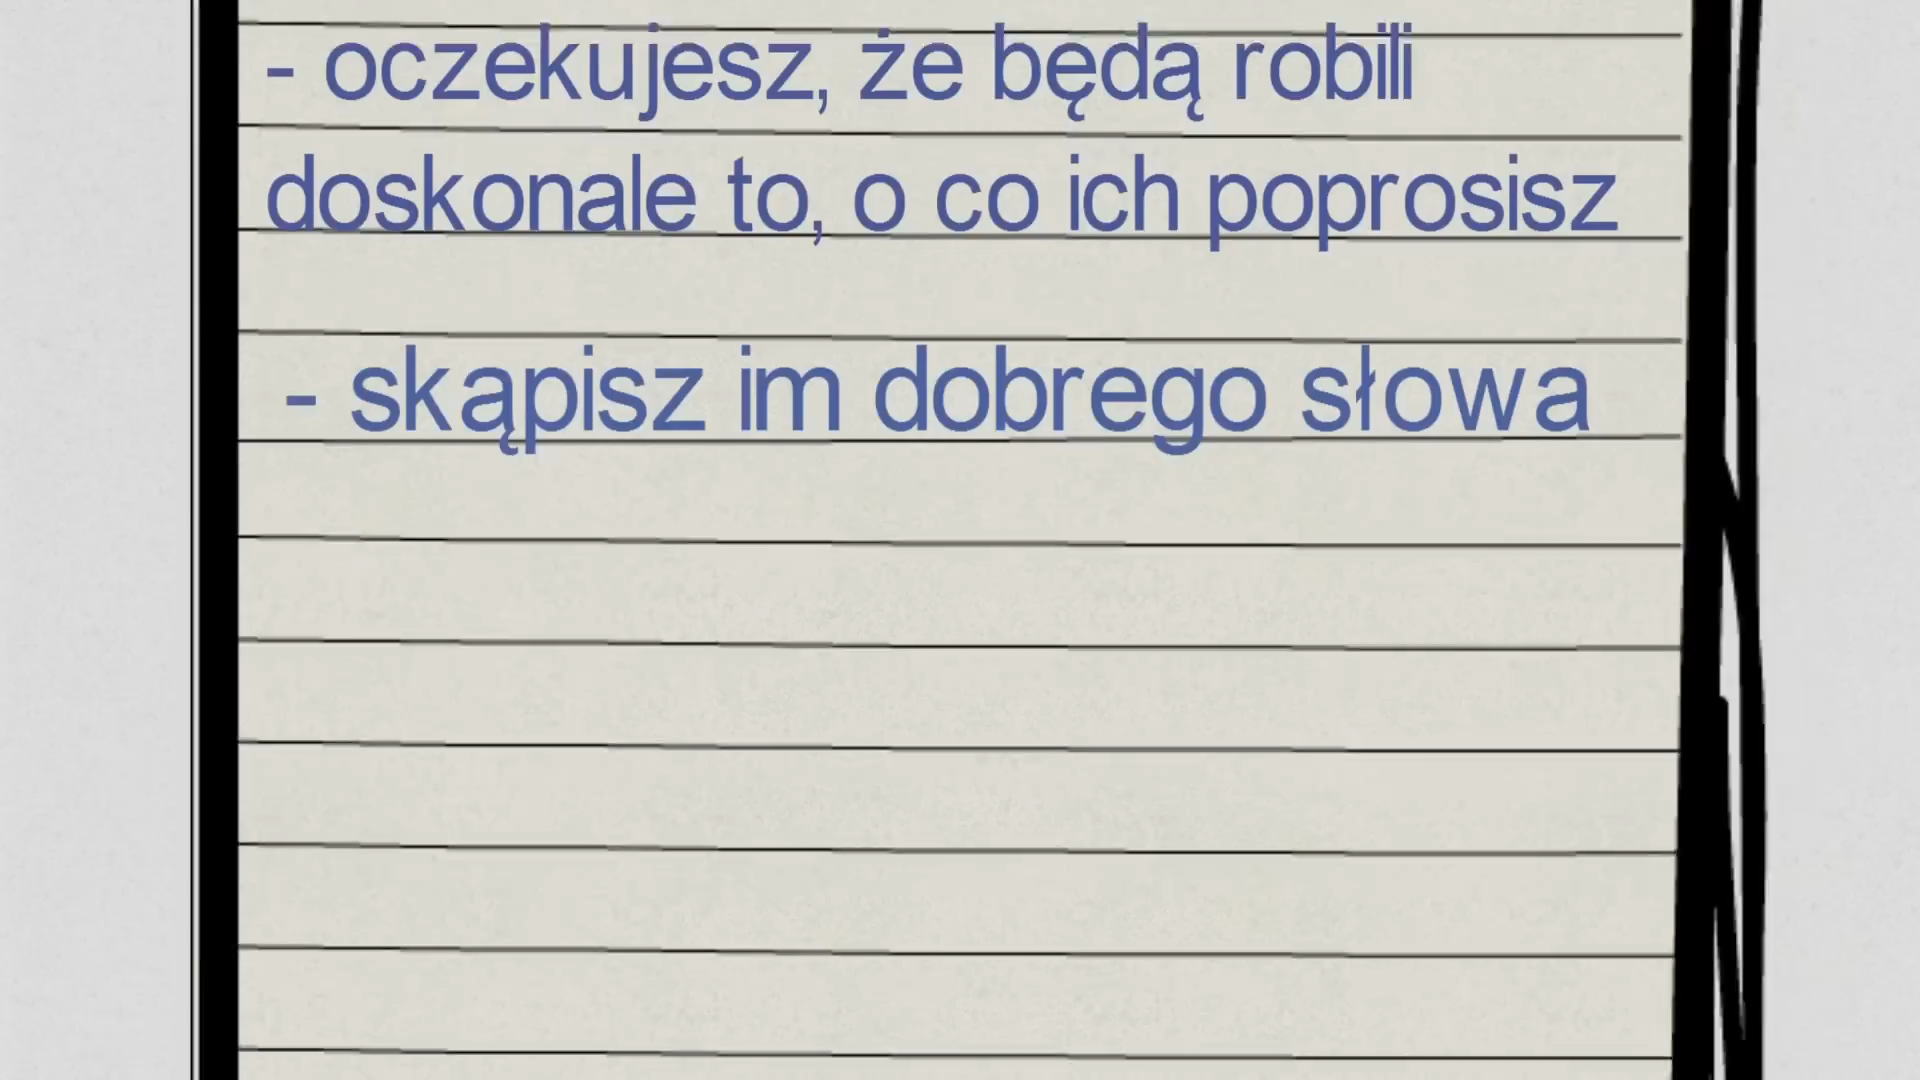 - oczekujesz, że będą robili
doskonale to, o co ich poprosisz
- skąpisz im dobrego słowa